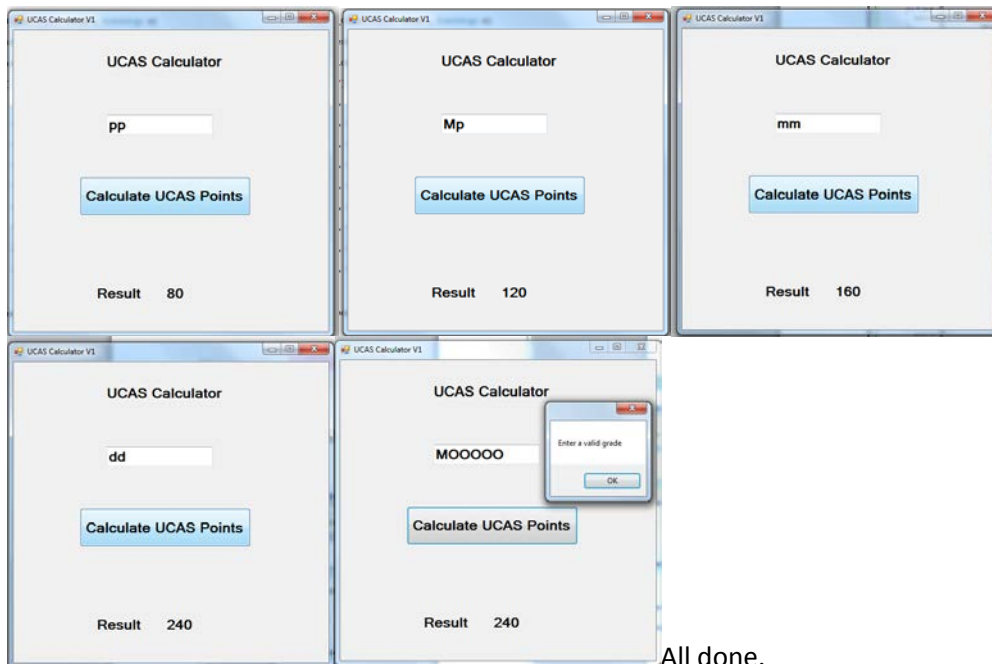 UCAS Calculator V1
UCAS Calculator
pp
Calculate UCAS Points
Result 80
UCAS Calculator V1
UCAS Calculator
Mp
Calculate UCAS Points
Result 120
UCAS Calculator V1
UCAS Calculator
mm
Calculate UCAS Points
Result 160
UCAS Calculator V1
UCAS Calculator
dd
Calculate UCAS Points
Result 240
UCAS Calculator V1
UCAS Calculator
MOOOOO
Enter a valid grade
OK
Calculate UCAS Points
Result 240
All done.